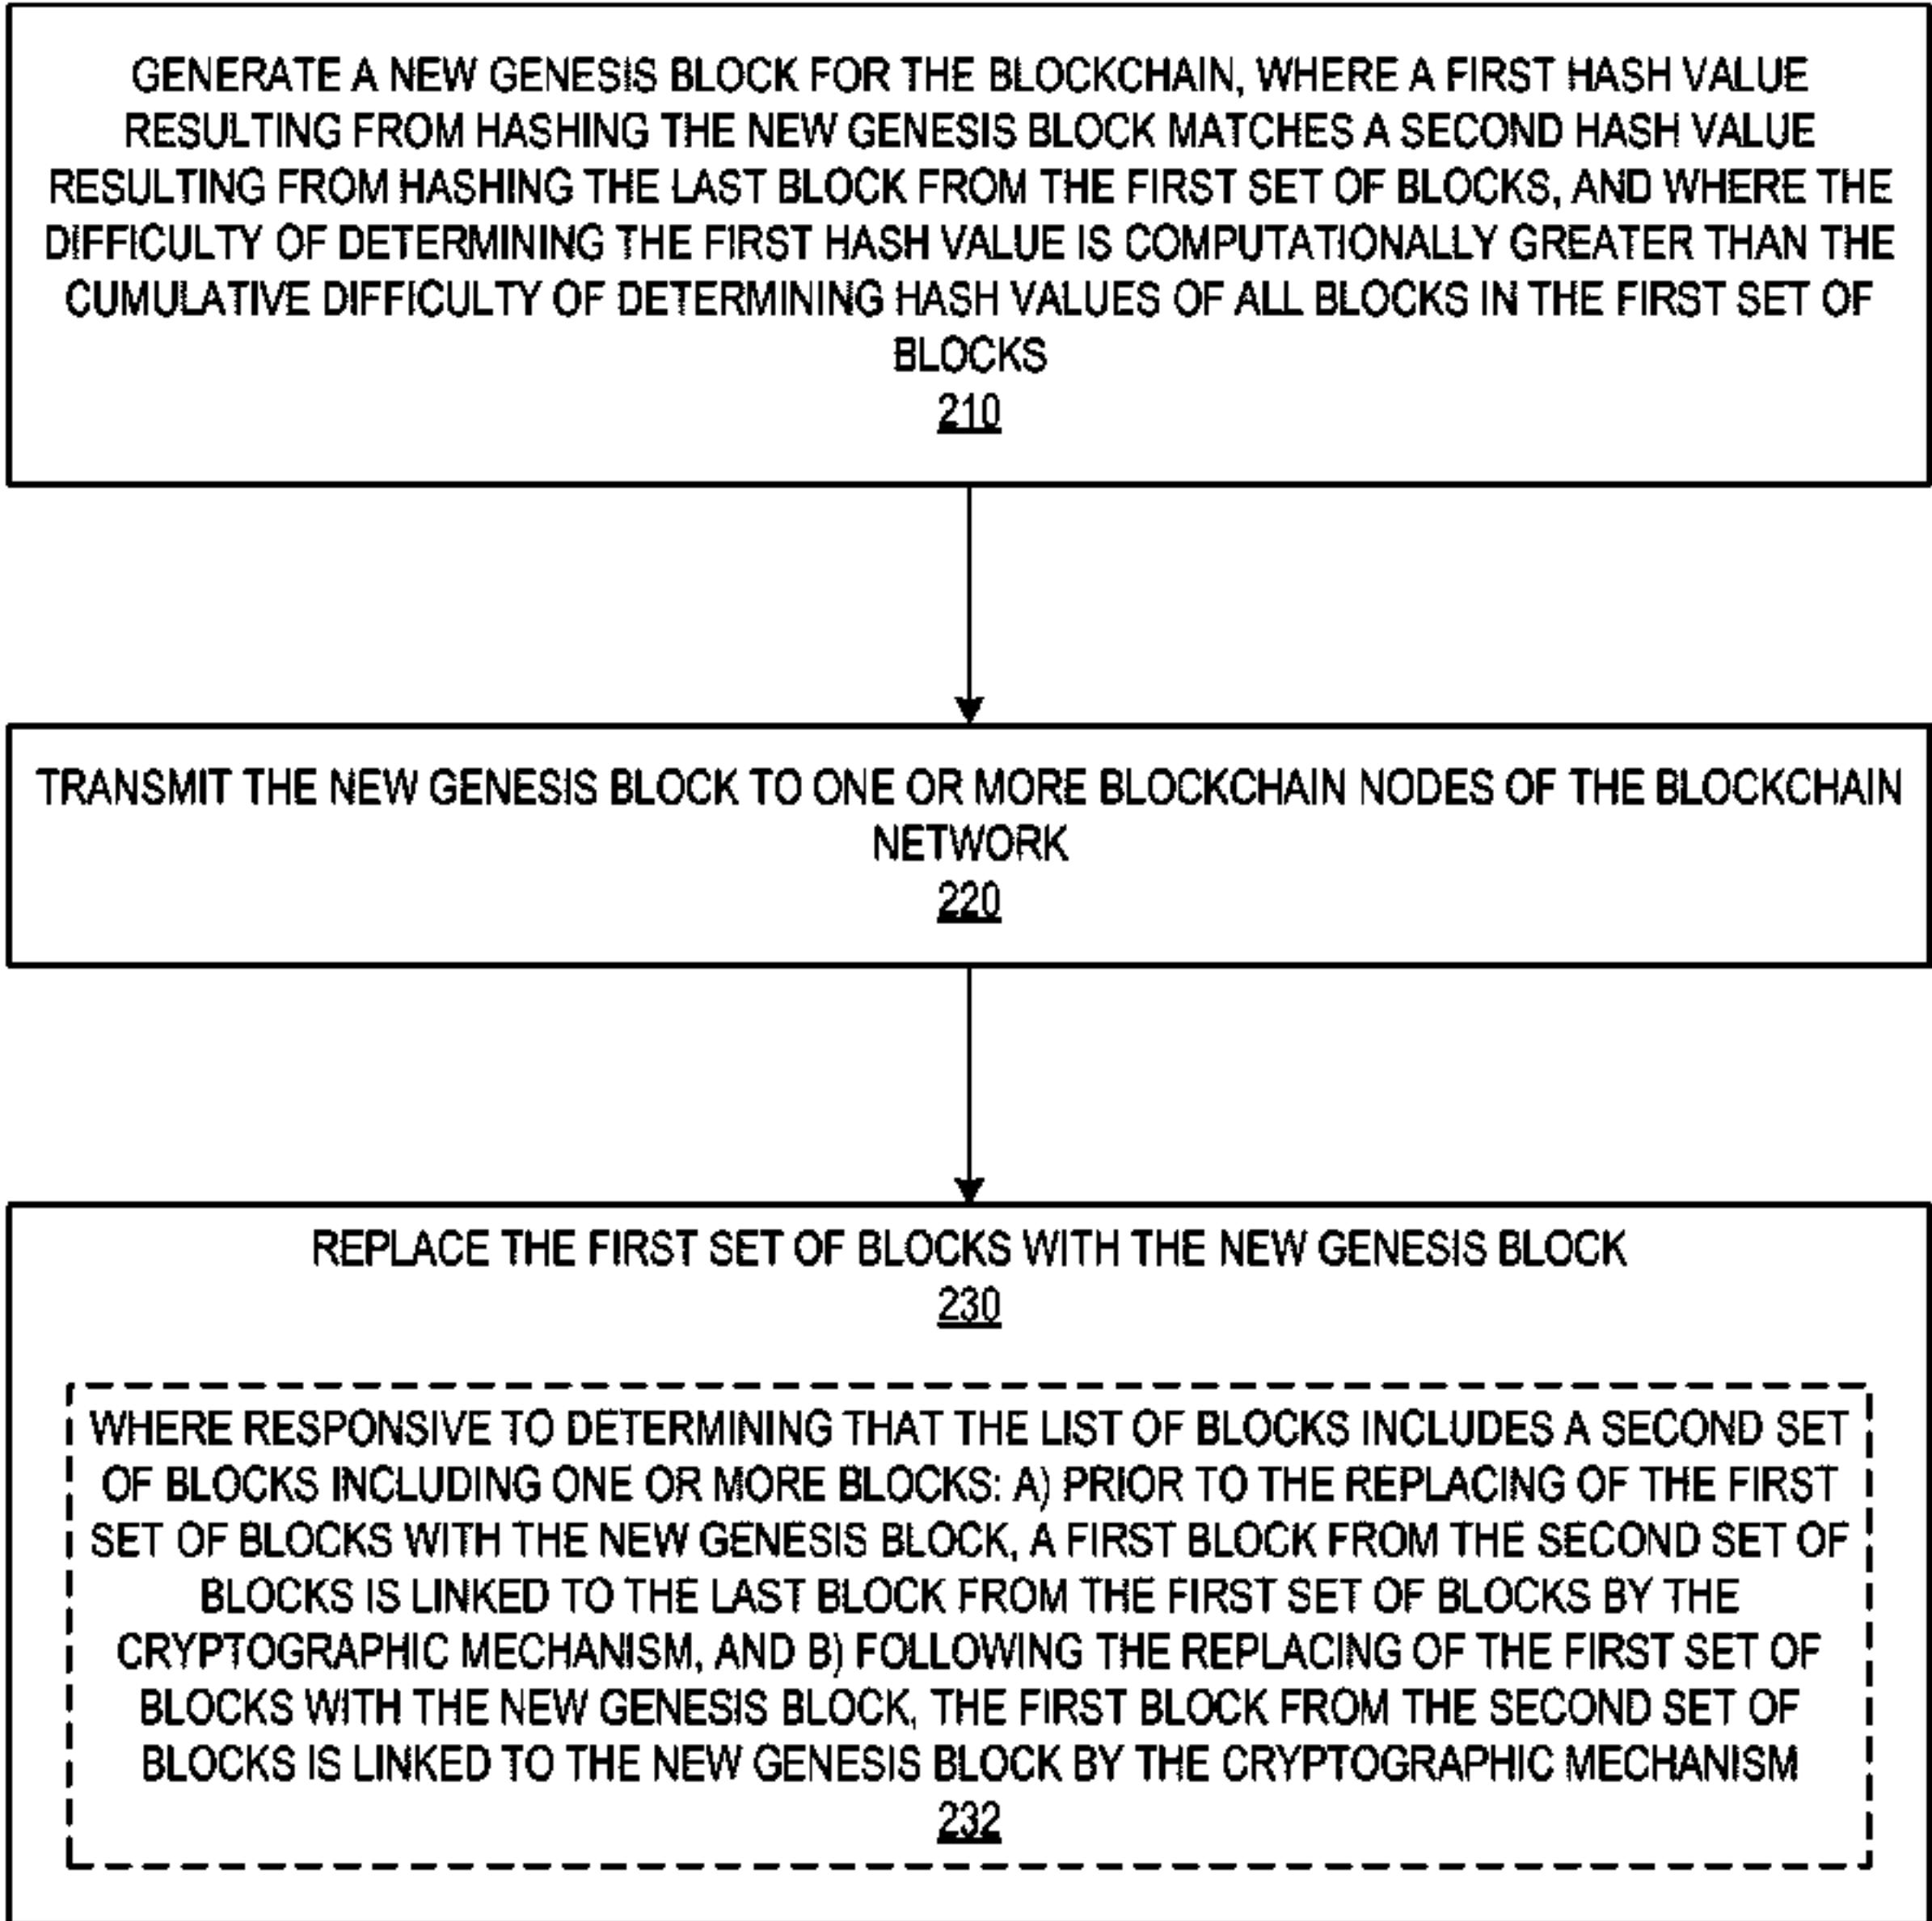 GENERATE A NEW GENESIS BLOCK FOR THE BLOCKCHAIN, WHERE A FIRST HASH VALUE
RESULTING FROM HASHING THE NEW GENESIS BLOCK MATCHES A SECOND HASH VALUE
RESULTING FROM HASHING THE LAST BLOCK FROM THE FIRST SET OF BLOCKS, AND WHERE THE
DIFFICULTY OF DETERMINING THE FIRST HASH VALUE IS COMPUTATIONALLY GREATER THAN THE
CUMULATIVE DIFFICULTY OF DETERMINING HASH VALUES OF ALL BLOCKS IN THE FIRST SET OF
BLOCKS
210
TRANSMIT THE NEW GENESIS BLOCK TO ONE OR MORE BLOCKCHAIN NODES OF THE BLOCKCHAIN
NETWORK
220
REPLACE THE FIRST SET OF BLOCKS WITH THE NEW GENESIS BLOCK
230
WHERE RESPONSIVE TO DETERMINING THAT THE LIST OF BLOCKS INCLUDES A SECOND SET
OF BLOCKS INCLUDING ONE OR MORE BLOCKS: A) PRIOR TO THE REPLACING OF THE FIRST
SET OF BLOCKS WITH THE NEW GENESIS BLOCK, A FIRST BLOCK FROM THE SECOND SET OF
BLOCKS IS LINKED TO THE LAST BLOCK FROM THE FIRST SET OF BLOCKS BY THE
CRYPTOGRAPHIC MECHANISM, AND B) FOLLOWING THE REPLACING OF THE FIRST SET OF
BLOCKS WITH THE NEW GENESIS BLOCK, THE FIRST BLOCK FROM THE SECOND SET OF
BLOCKS IS LINKED TO THE NEW GENESIS BLOCK BY THE CRYPTOGRAPHIC MECHANISM
232